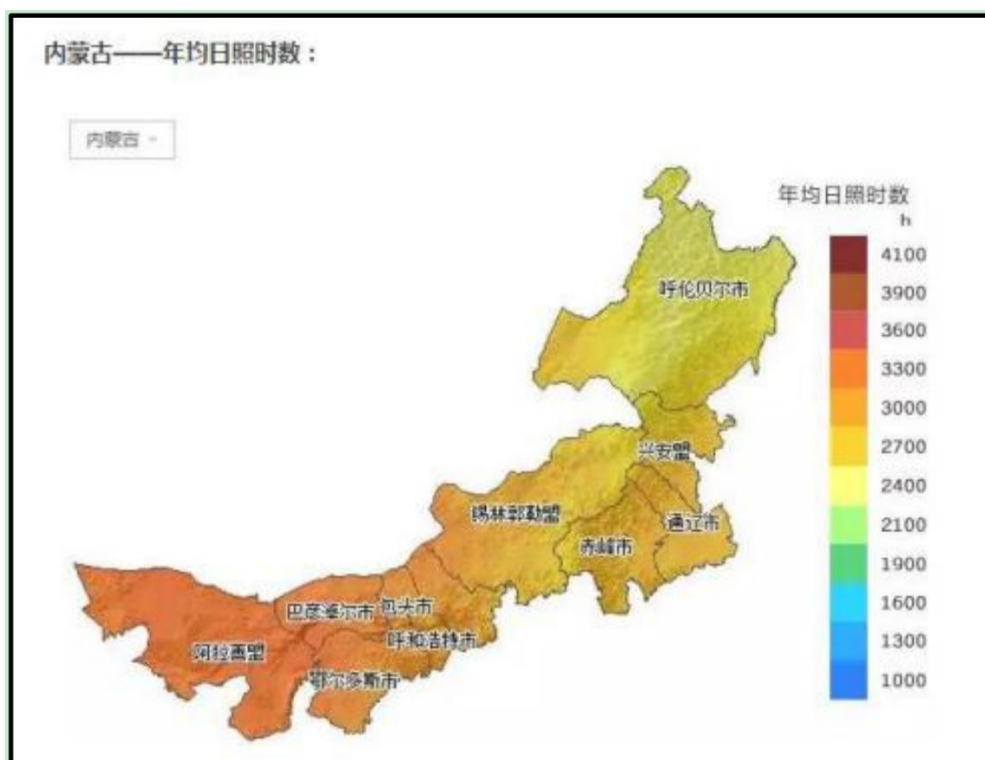 内蒙古——年均日照时数：
内蒙古
年均日照时数
h
4100
3900
3600
3300
3000
2700
2400
2100
1900
1600
1300
1000
呼伦贝尔市
兴安盟
锡林郭勒盟
通辽市
赤峰市
巴彦淖尔市
包头市
呼和浩特市
阿拉善盟
鄂尔多斯市